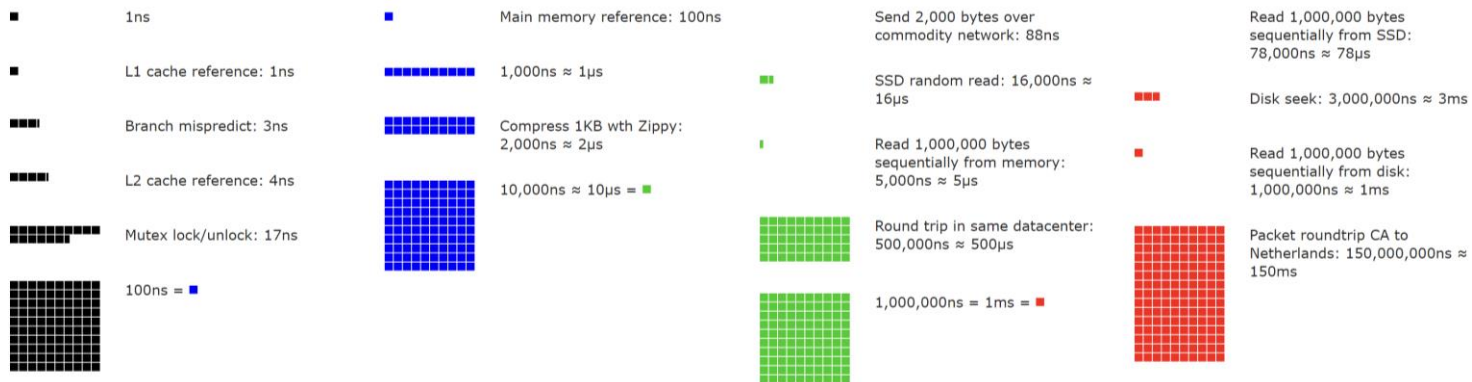 1ns
L1 cache reference: 1ns
Branch mispredict: 3ns
L2 cache reference: 4ns
Mutex lock/unlock: 17ns
100ns =
Main memory reference: 100ns
1,000ns ≈ 1μs
Compress 1KB wth Zippy:
2,000ns ≈ 2μs
10,000ns ≈ 10μs =
Send 2,000 bytes over
commodity network: 88ns
SSD random read: 16,000ns ≈
16μs
Read 1,000,000 bytes
sequentially from memory:
5,000ns ≈ 5μs
Round trip in same datacenter:
500,000ns ≈ 500μs
1,000,000ns = 1ms =
Read 1,000,000 bytes
sequentially from SSD:
78,000ns ≈ 78μs
Disk seek: 3,000,000ns ≈ 3ms
Read 1,000,000 bytes
sequentially from disk:
1,000,000ns ≈ 1ms
Packet roundtrip CA to
Netherlands: 150,000,000ns ≈
150ms